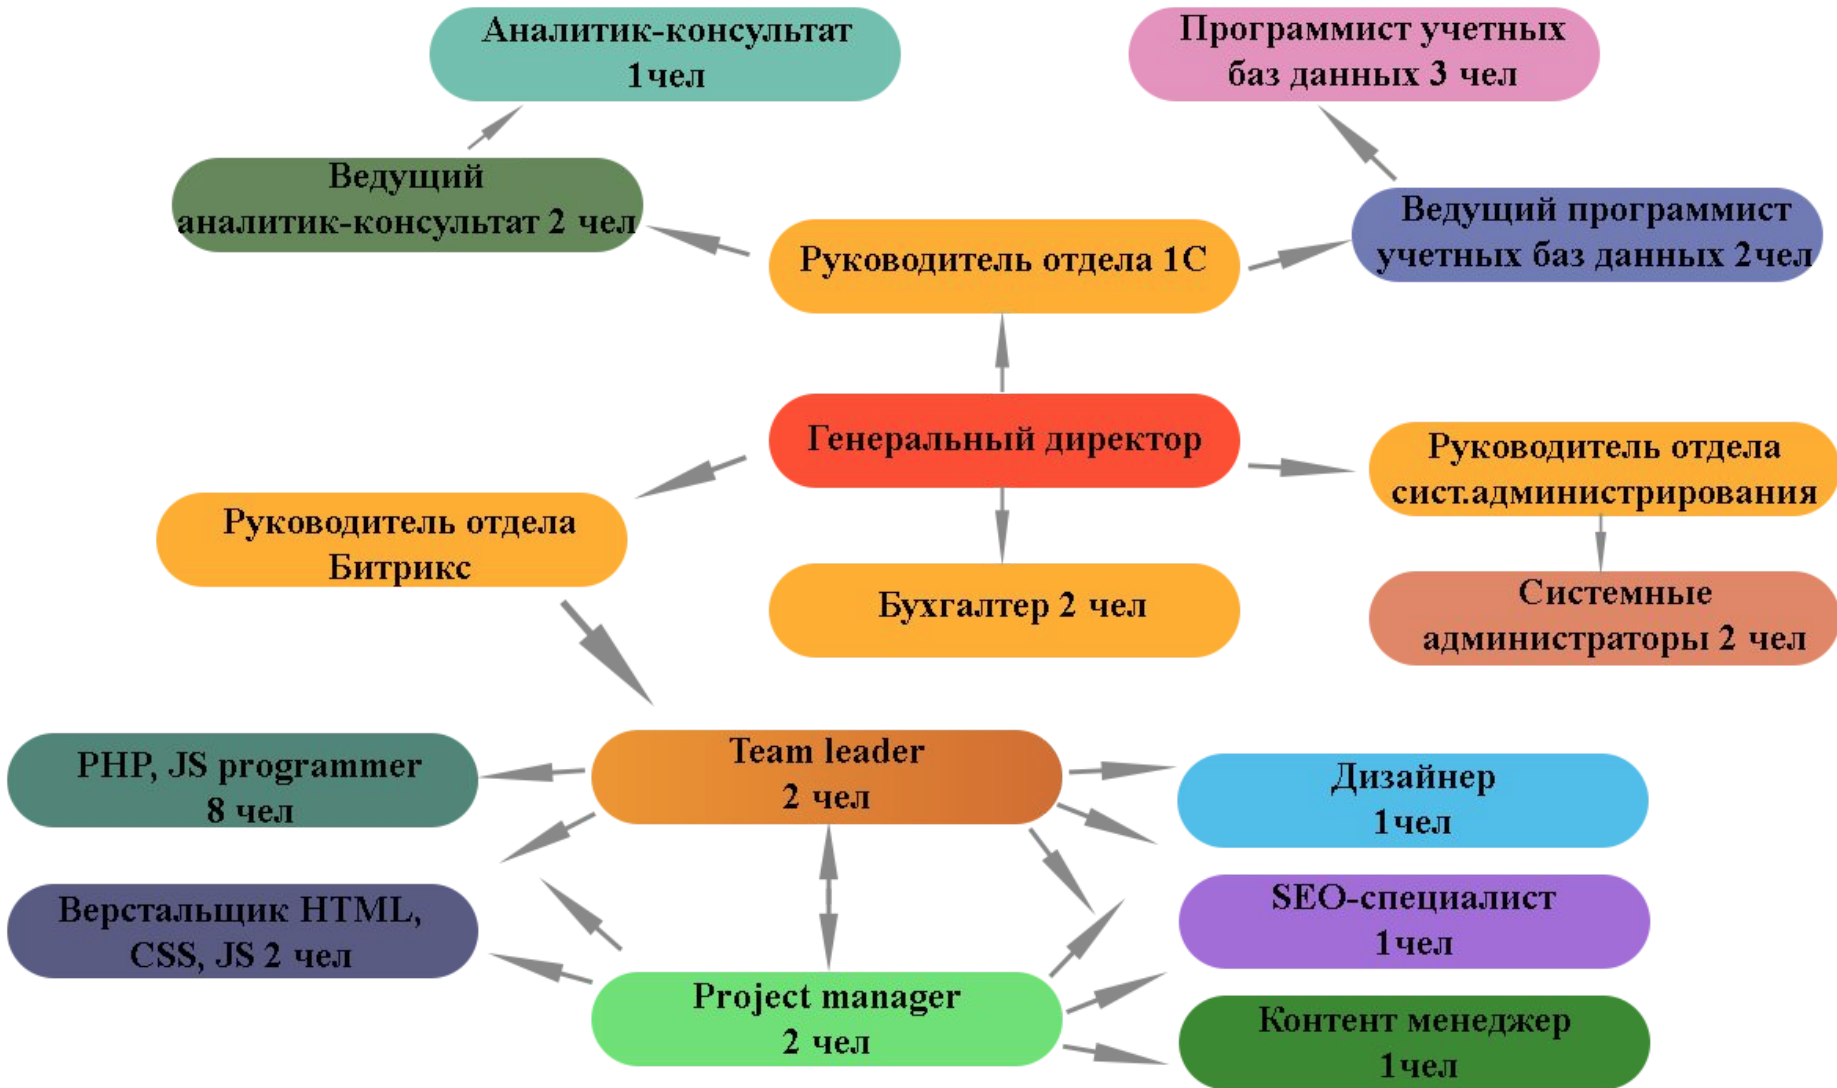 Аналитик-консультат
1чел
Программист учетных
баз данных 3 чел
Ведущий
аналитик-консультат 2 чел
Руководитель отдела 1С
Ведущий программист
учетных баз данных 2чел
Генеральный директор
Руководитель отдела
сист.администрирования
Руководитель отдела
Битрикс
Бухгалтер 2 чел
Системные
администраторы 2 чел
PHP, JS programmer
8 чел
Team leader
2 чел
Дизайнер
1чел
Верстальщик HTML,
CSS, JS 2 чел
SEO-специалист
1чел
Project manager
2 чел
Контент менеджер
1чел